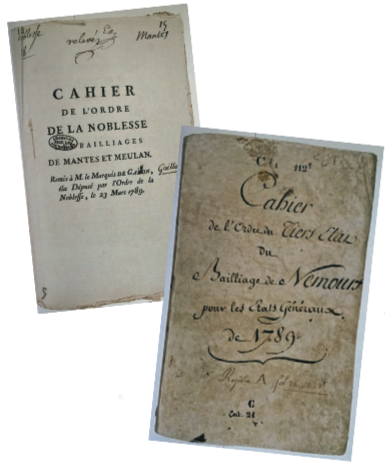 relevé
15
Mantes
CAHIER
DE L'ORDRE
DE LA NOBLESSE
BAILLIAGES
DE MANTES ET MEULAN.
Remis à M. le Marquis DE
élu Député par l'Ordre de la
Noblesse, le 23 Mars 1789.
112
Cahier
de l'Ordre du Tiers Etat
du
Bailliage de Nemours
pour les Etats Généraux
de 1789
G